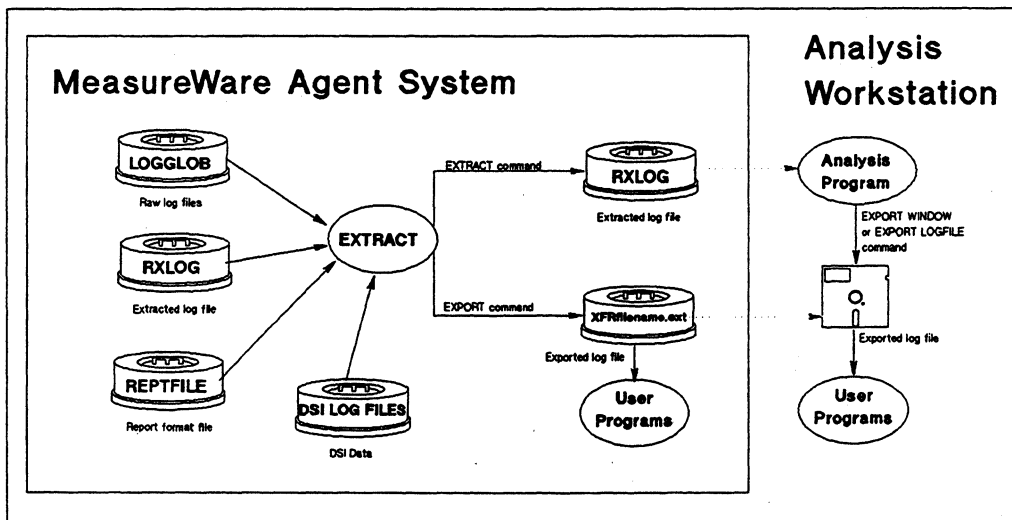 MeasureWare Agent System
Analysis
Workstation
LOGGLOB
Raw log files
RXLOG
Extracted log file
REPTFILE
Report format file
DSI LOG FILES
DSI Data
EXTRACT
EXTRACT command
RXLOG
Extracted log file
EXPORT command
XFRfilename.ext
Exported log file
User
Programs
Analysis
Program
EXPORT WINDOW
or EXPORT LOGFILE
command
Exported log file
User
Programs